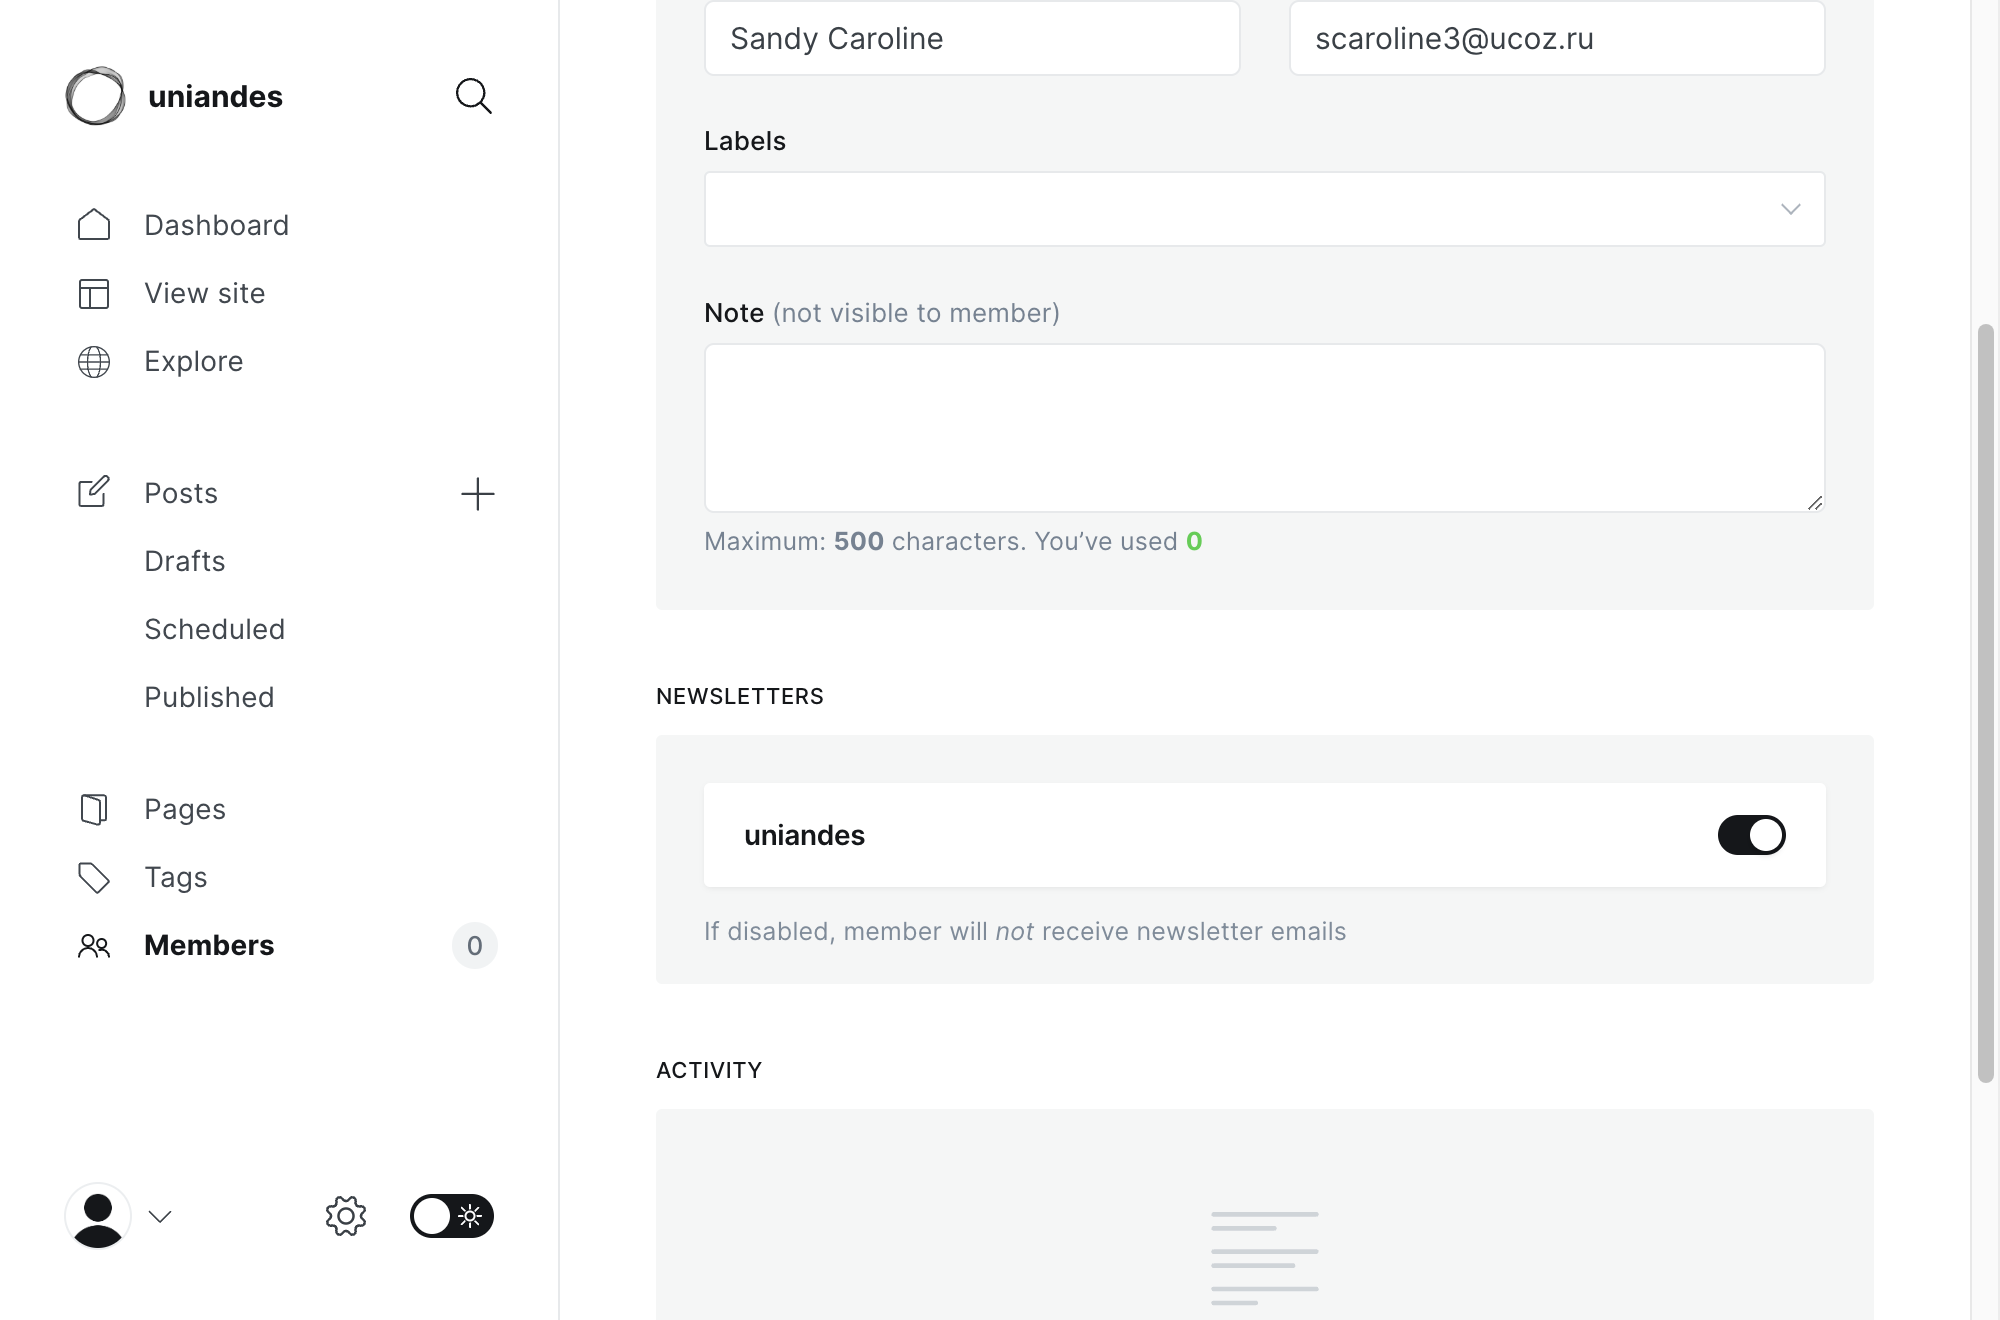 uniandes
Dashboard
View site
Explore
Posts
Drafts
Scheduled
Published
Pages
Tags
Members 0
Sandy Caroline scaroline3@ucoz.ru
Labels
Note (not visible to member)
Maximum: 500 characters. You’ve used 0
NEWSLETTERS
uniandes
If disabled, member will not receive newsletter emails
ACTIVITY